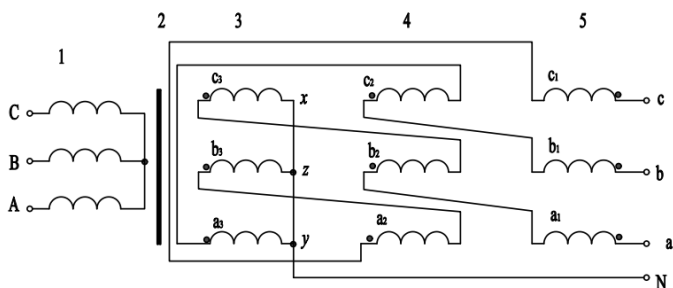 1 2 3 4 5
C c₃ x c₂ c₁ c
B b₃ z b₂ b₁ b
A a₃ y a₂ a₁ a
N